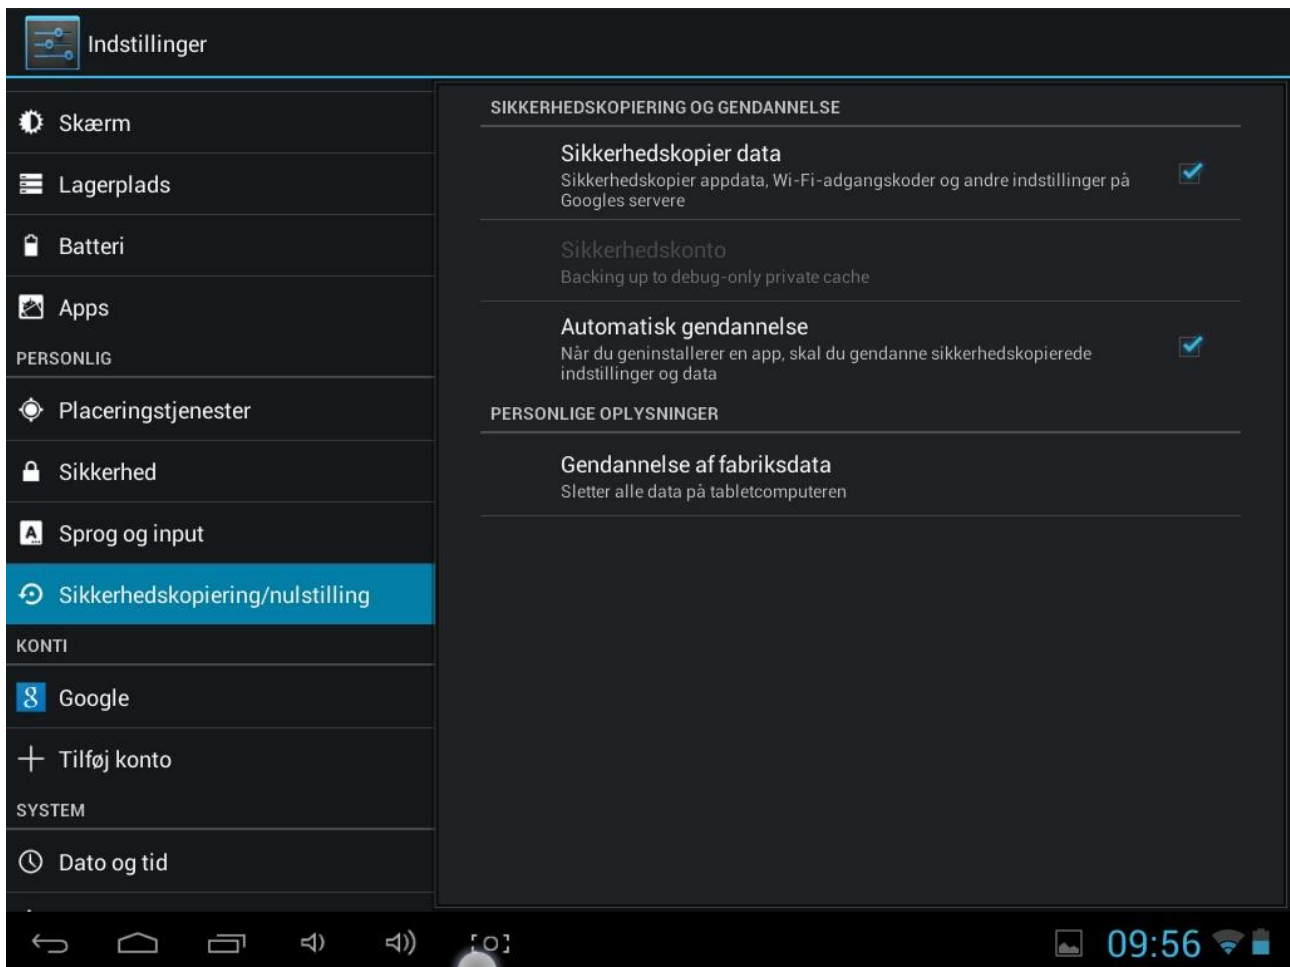 Indstillinger
Skærm
Lagerplads
Batteri
Apps
PERSONLIG
Placeringstjenester
Sikkerhed
Sprog og input
Sikkerhedskopiering/nulstilling
KONTI
Google
Tilføj konto
SYSTEM
Dato og tid
SIKKERHEDSKOPIERING OG GENDANNELSE
Sikkerhedskopier data
Sikkerhedskopier appdata, Wi-Fi-adgangskoder og andre indstillinger på
Googles servere
Sikkerhedskonto
Backing up to debug-only private cache
Automatisk gendannelse
Når du geninstallerer en app, skal du gendanne sikkerhedskopierede
indstillinger og data
PERSONLIGE OPLYSNINGER
Gendannelse af fabriksdata
Sletter alle data på tabletcomputeren
09:56